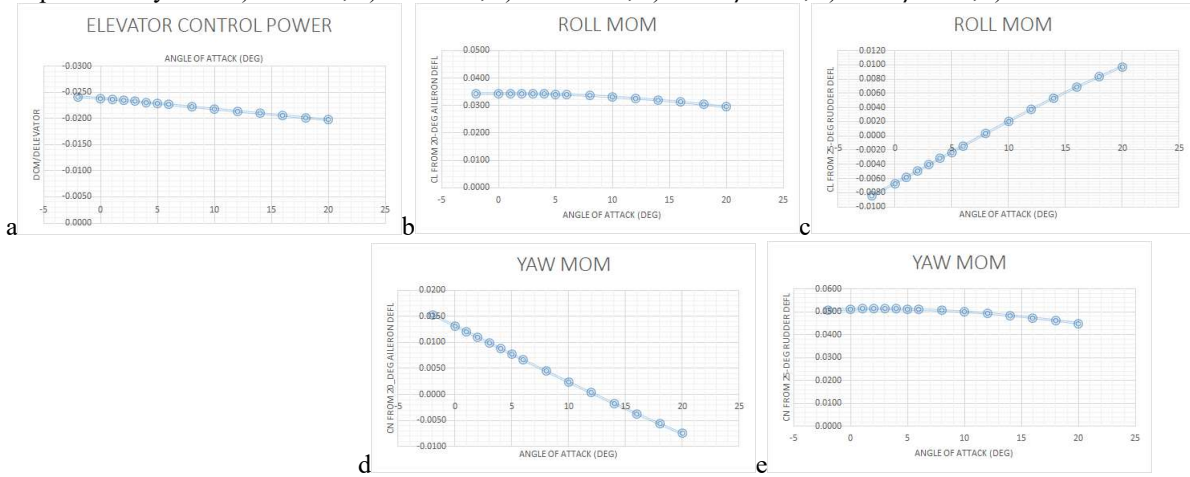 ELEVATOR CONTROL POWER
ANGLE OF ATTACK (DEG)
-0.0300
-0.0250
-0.0200
-0.0150
-0.0100
-0.0050
0.0000
-5 0 5 10 15 20 25
DCM/DELEVATOR
a
ROLL MOM
0.0500
0.0400
0.0300
0.0200
0.0100
0.0000
-5 0 5 10 15 20 25
CL FROM 20-DEG AILERON DEFL
ANGLE OF ATTACK (DEG)
b
ROLL MOM
0.0120
0.0100
0.0080
0.0060
0.0040
0.0020
0.0000
-0.0020
-0.0040
-0.0060
-0.0080
-0.0100
-5 0 5 10 15 20 25
CL FROM 25-DEG RUDDER DEFL
ANGLE OF ATTACK (DEG)
c
YAW MOM
0.0200
0.0150
0.0100
0.0050
0.0000
-0.0050
-0.0100
-5 0 5 10 15 20 25
CN FROM 20_DEG AILERON DEFL
ANGLE OF ATTACK (DEG)
d
YAW MOM
0.0600
0.0500
0.0400
0.0300
0.0200
0.0100
0.0000
-5 0 5 10 15 20 25
CN FROM 25-DEG RUDDER DEFL
ANGLE OF ATTACK (DEG)
e